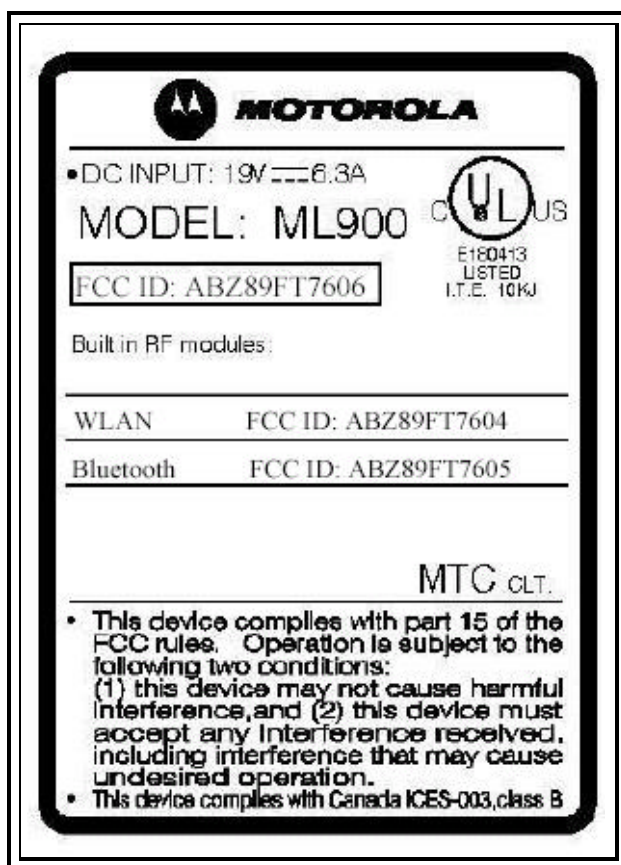 MOTOROLA
•DC INPUT: 19V⎓6.3A
MODEL: ML900
C UL US
E180413
LISTED
I.T.E. 10KJ
FCC ID: ABZ89FT7606
Built in RF modules:
WLAN FCC ID: ABZ89FT7604
Bluetooth FCC ID: ABZ89FT7605
MTC CLT.
• This device complies with part 15 of the
FCC rules. Operation is subject to the
following two conditions:
(1) this device may not cause harmful
interference,and (2) this device must
accept any interference received,
including interference that may cause
undesired operation.
• This device complies with Canada ICES-003,class B